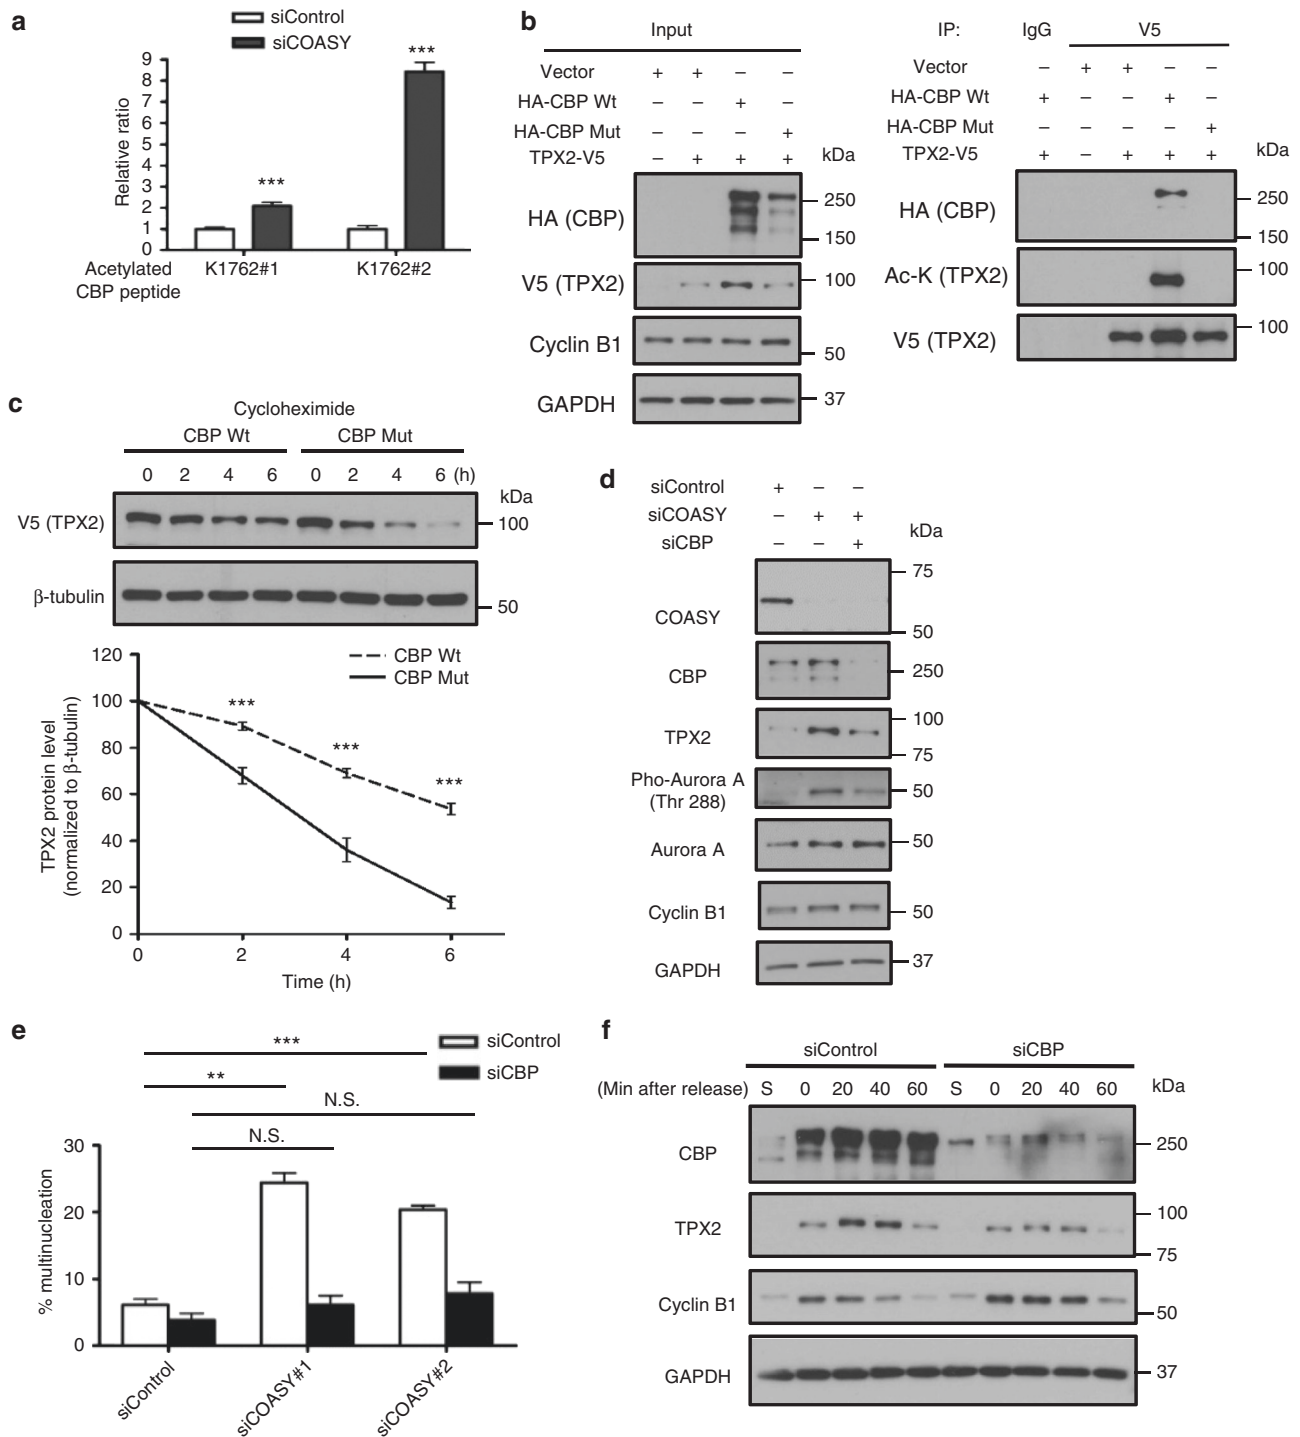 a
siControl
siCOASY
***
***
9
8
7
6
5
4
3
2
1
0
Relative ratio
Acetylated
CBP peptide
K1762#1
K1762#2
b
Input
Vector + + – –
HA-CBP Wt – – + –
HA-CBP Mut – – – +
TPX2-V5 – + + +
kDa
HA (CBP)
250
150
V5 (TPX2)
100
Cyclin B1
50
GAPDH
37
IP: IgG V5
Vector – + + – –
HA-CBP Wt + – – + –
HA-CBP Mut – – – – +
TPX2-V5 + – + + +
kDa
HA (CBP)
250
150
Ac-K (TPX2)
100
V5 (TPX2)
100
c
Cycloheximide
CBP Wt CBP Mut
0 2 4 6 0 2 4 6 (h)
kDa
V5 (TPX2)
100
β-tubulin
50
120
100
80
60
40
20
0
TPX2 protein level
(normalized to β-tubulin)
CBP Wt
CBP Mut
***
***
***
0 2 4 6
Time (h)
d
siControl + – –
siCOASY – + +
siCBP – – +
kDa
COASY
75
50
CBP
250
TPX2
100
75
Pho-Aurora A
(Thr 288)
50
Aurora A
50
Cyclin B1
50
GAPDH
37
e
siControl
siCBP
***
**
N.S.
N.S.
30
20
10
0
% multinucleation
siControl
siCOASY#1
siCOASY#2
f
siControl siCBP
(Min after release) S 0 20 40 60 S 0 20 40 60
kDa
CBP
250
TPX2
100
75
Cyclin B1
50
GAPDH
37